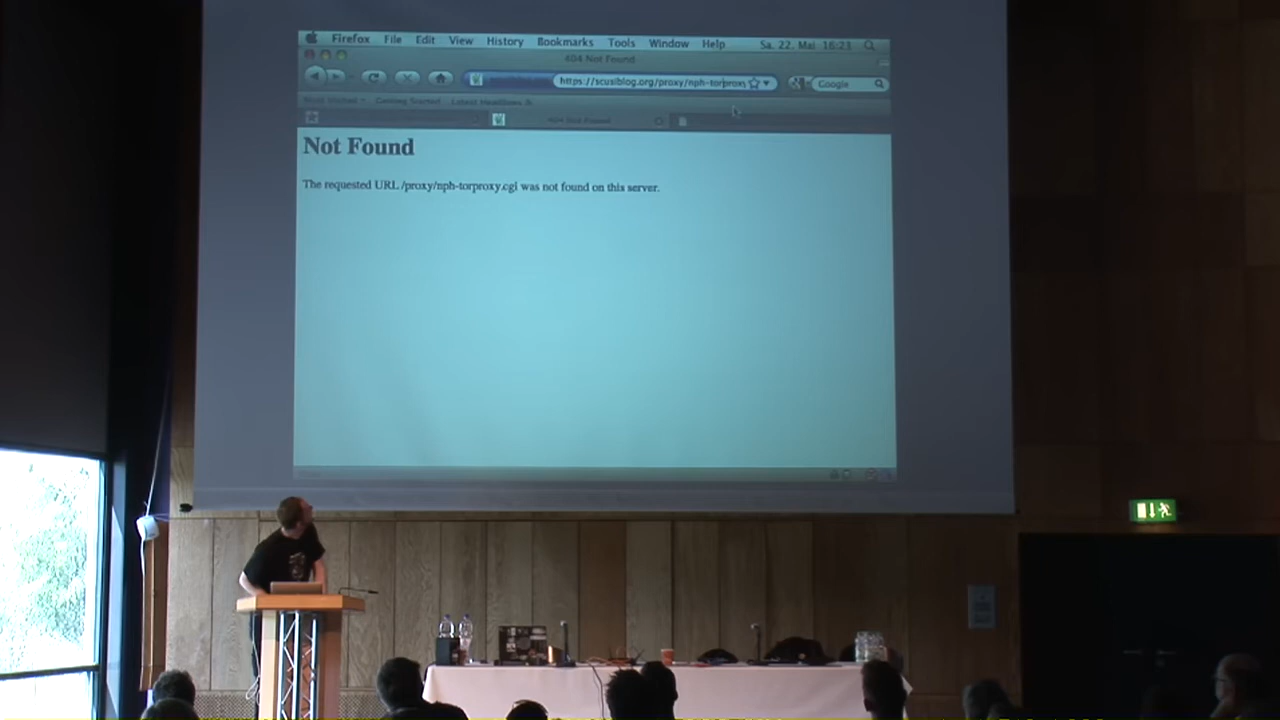 Firefox File Edit View History Bookmarks Tools Window Help Sa. 22. Mai 16:23
404 Not Found
https://scusiblog.org/proxy/nph-torproxy
Google
Most Visited Getting Started Latest Headlines
404 Not Found
Not Found
The requested URL /proxy/nph-torproxy.cgi was not found on this server.